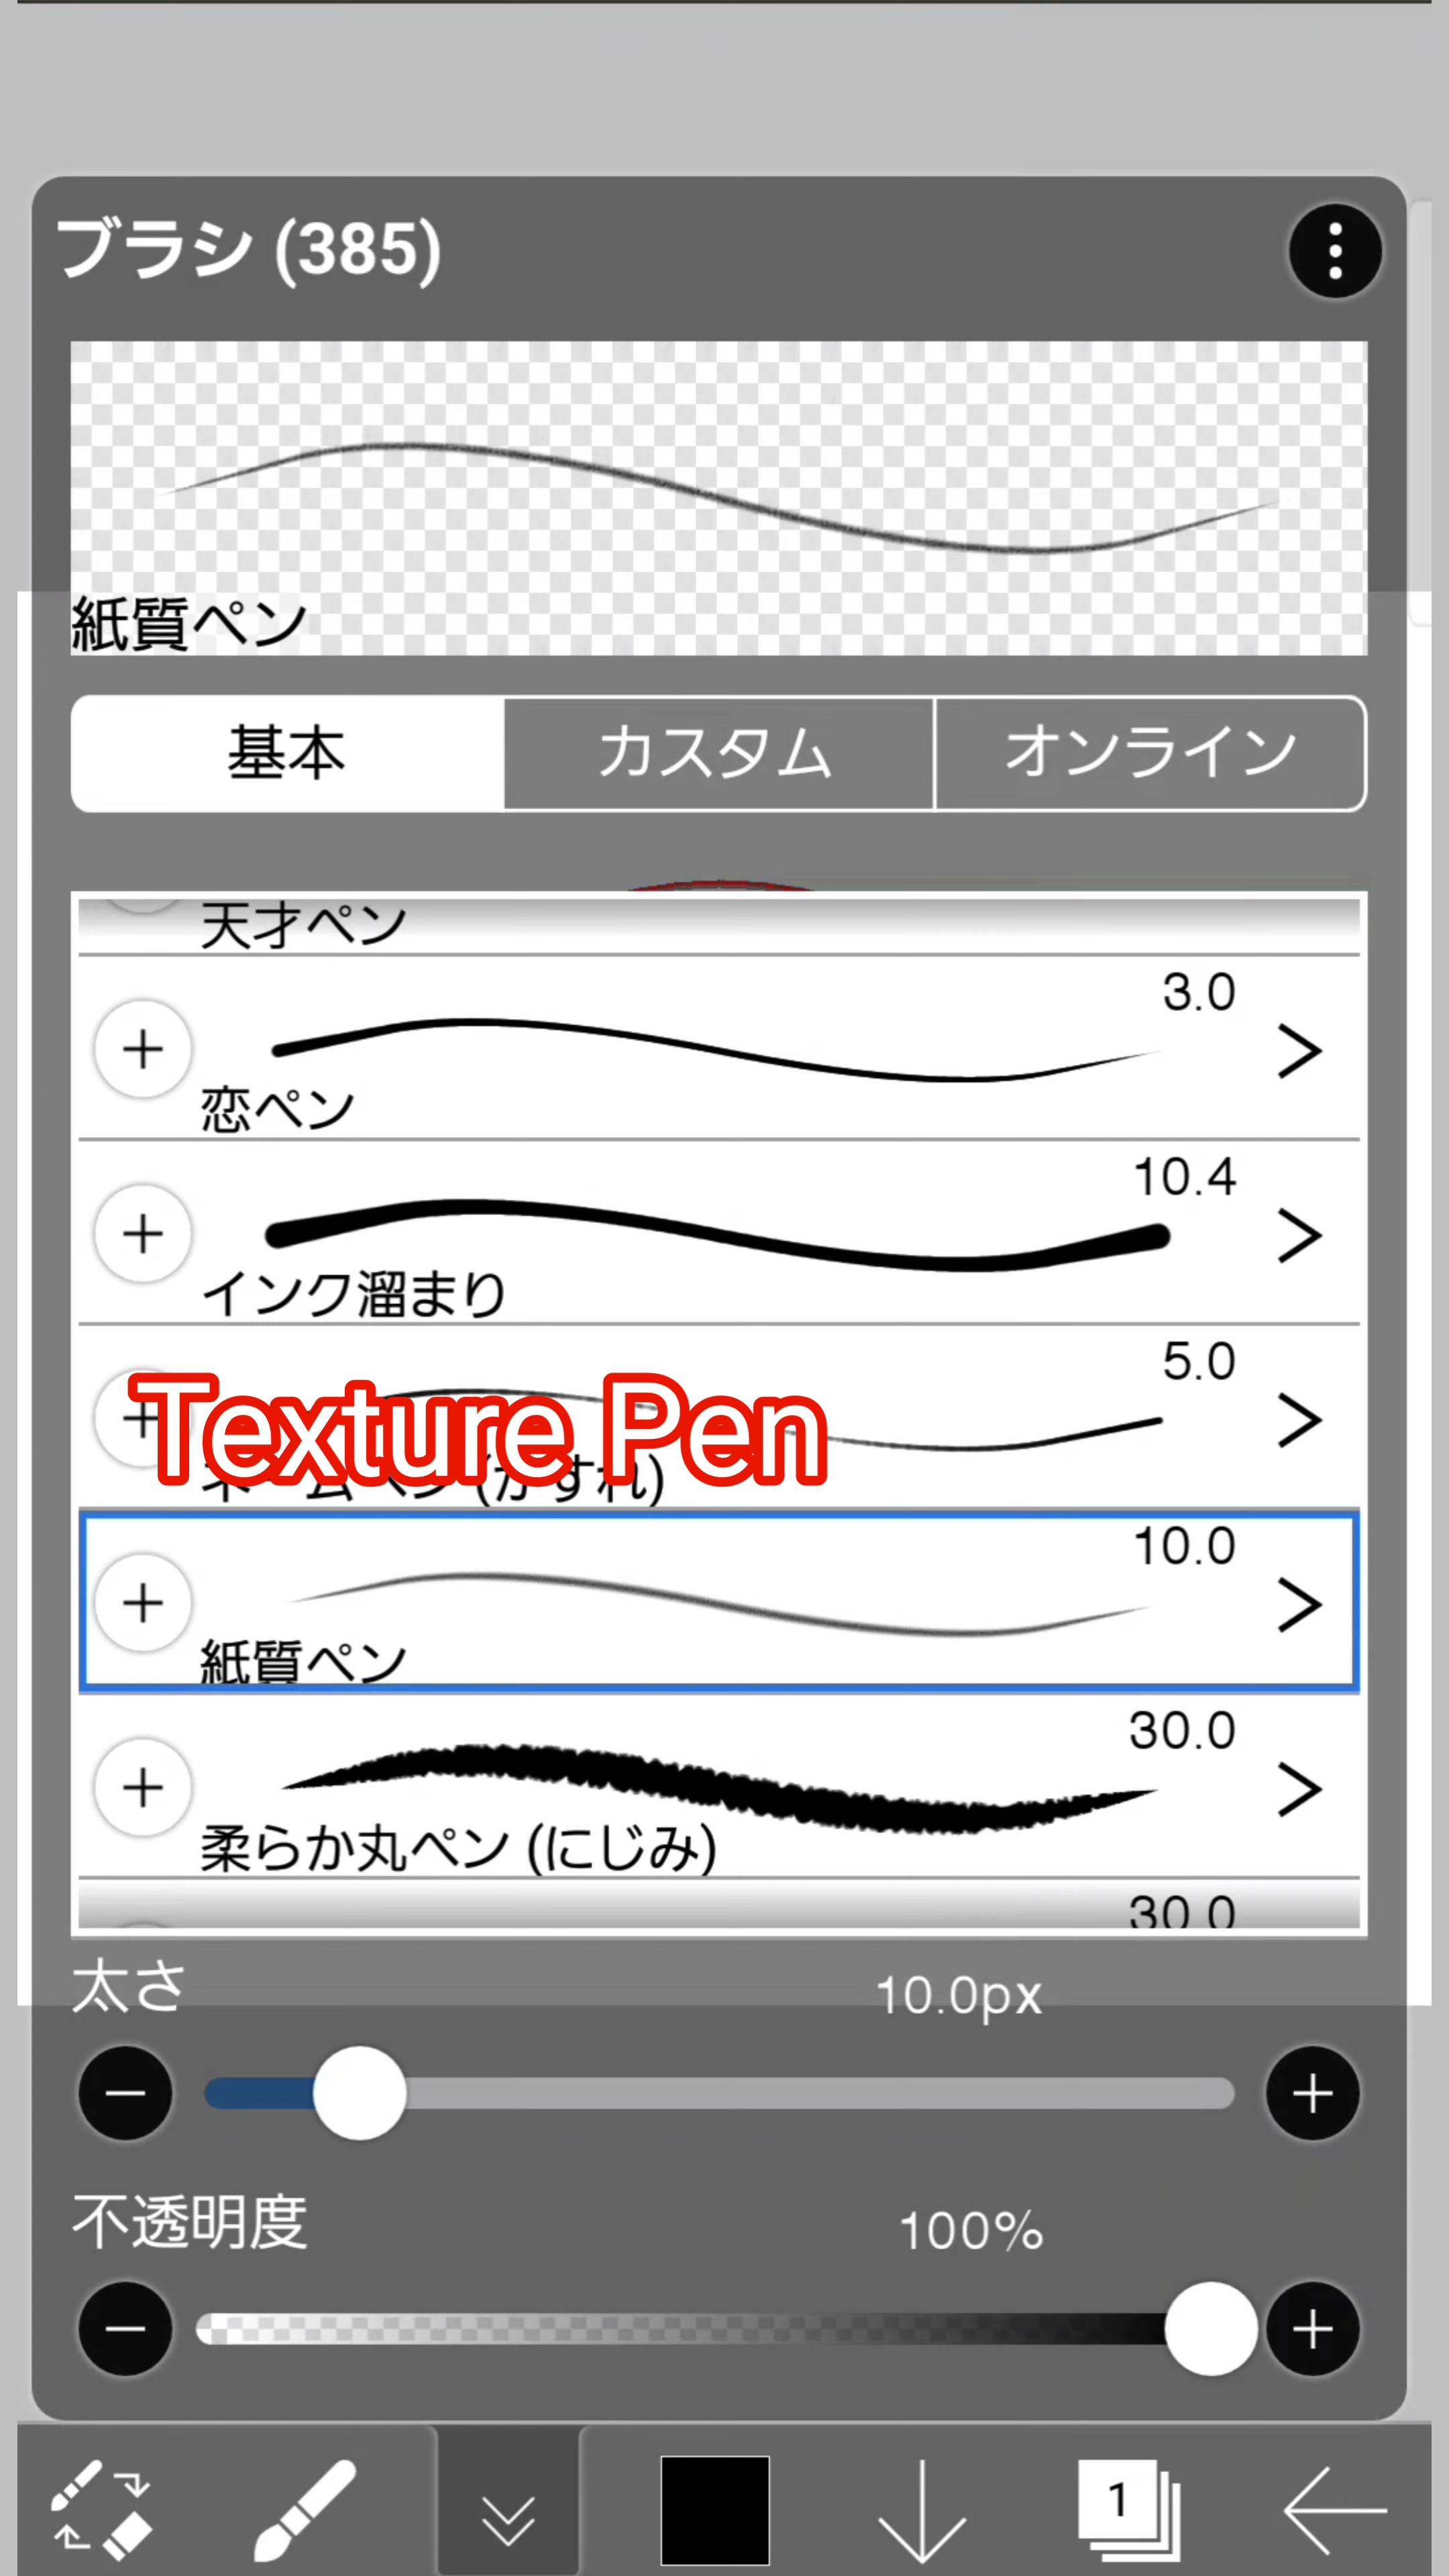 ブラシ (385)
紙質ペン
基本
カスタム
オンライン
天才ペン
3.0
恋ペン
10.4
インク溜まり
5.0
Texture Pen
(かすれ)
10.0
紙質ペン
30.0
柔らか丸ペン (にじみ)
30.0
太さ
10.0px
不透明度
100%
1